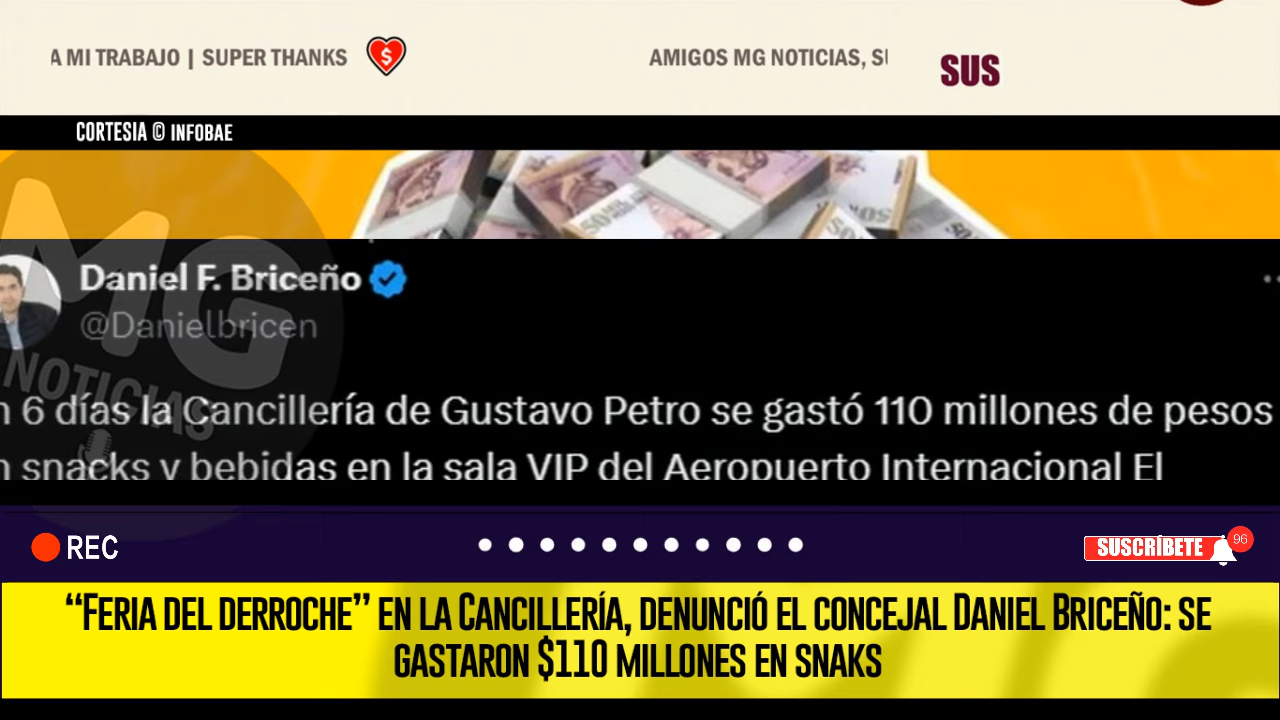 A MI TRABAJO | SUPER THANKS
AMIGOS MG NOTICIAS,
SUS
CORTESIA © INFOBAE
MG
NOTICIAS
Daniel F. Briceño
@Danielbricen
6 días la Cancillería de Gustavo Petro se gastó 110 millones de pesos
snacks y bebidas en la sala VIP del Aeropuerto Internacional El
REC
SUSCRÍBETE 96
“FERIA DEL DERROCHE” EN LA CANCILLERÍA, DENUNCIÓ EL CONCEJAL DANIEL BRICEÑO: SE
GASTARON $110 MILLONES EN SNAKS